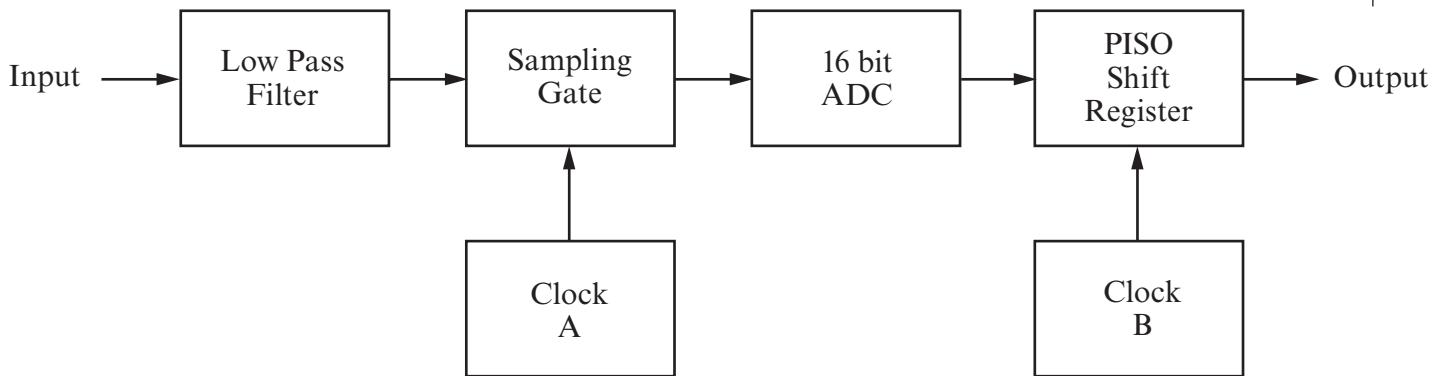 Input
Low Pass
Filter
Sampling
Gate
16 bit
ADC
PISO
Shift
Register
Output
Clock
A
Clock
B